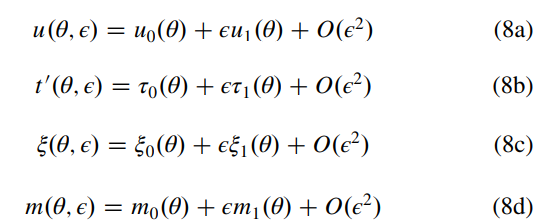 u(θ, ϵ) = u₀(θ) + ϵu₁(θ) + O(ϵ²) (8a)
t′(θ, ϵ) = τ₀(θ) + ϵτ₁(θ) + O(ϵ²) (8b)
ξ(θ, ϵ) = ξ₀(θ) + ϵξ₁(θ) + O(ϵ²) (8c)
m(θ, ϵ) = m₀(θ) + ϵm₁(θ) + O(ϵ²) (8d)